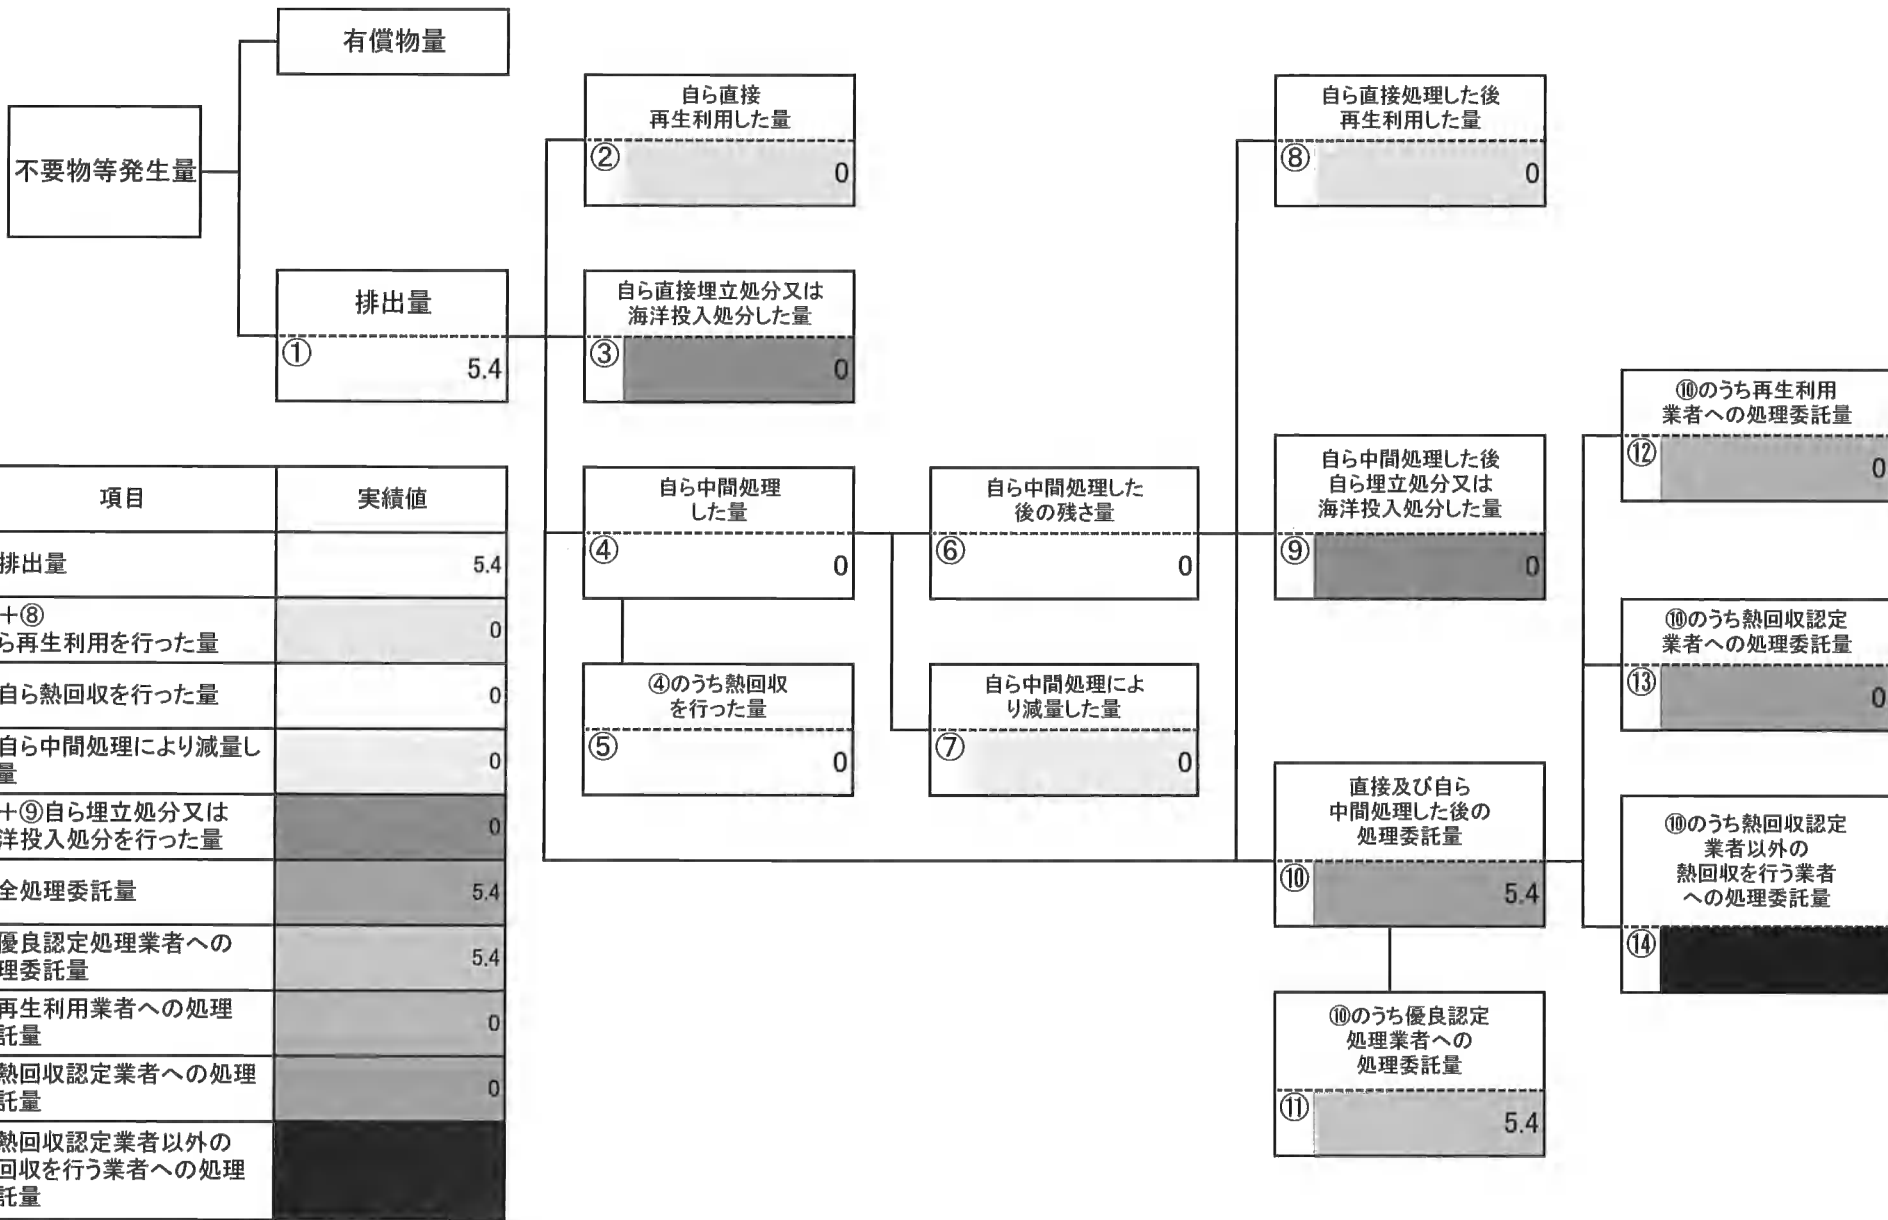 有償物量
不要物等発生量
排出量
①
5.4
自ら直接
再生利用した量
②
0
自ら直接埋立処分又は
海洋投入処分した量
③
0
自ら中間処理
した量
④
0
④のうち熱回収
を行った量
⑤
0
自ら中間処理した
後の残さ量
⑥
0
自ら中間処理によ
り減量した量
⑦
0
自ら直接処理した後
再生利用した量
⑧
0
自ら中間処理した後
自ら埋立処分又は
海洋投入処分した量
⑨
0
直接及び自ら
中間処理した後の
処理委託量
⑩
5.4
⑩のうち優良認定
処理業者への
処理委託量
⑪
5.4
⑩のうち再生利用
業者への処理委託量
⑫
0
⑩のうち熱回収認定
業者への処理委託量
⑬
0
⑩のうち熱回収認定
業者以外の
熱回収を行う業者
への処理委託量
⑭
項目 実績値
排出量 5.4
+⑧
ら再生利用を行った量 0
自ら熱回収を行った量 0
自ら中間処理により減量し
量 0
+⑨自ら埋立処分又は
洋投入処分を行った量 0
全処理委託量 5.4
優良認定処理業者への
理委託量 5.4
再生利用業者への処理
託量 0
熱回収認定業者への処理
託量 0
熱回収認定業者以外の
回収を行う業者への処理
託量